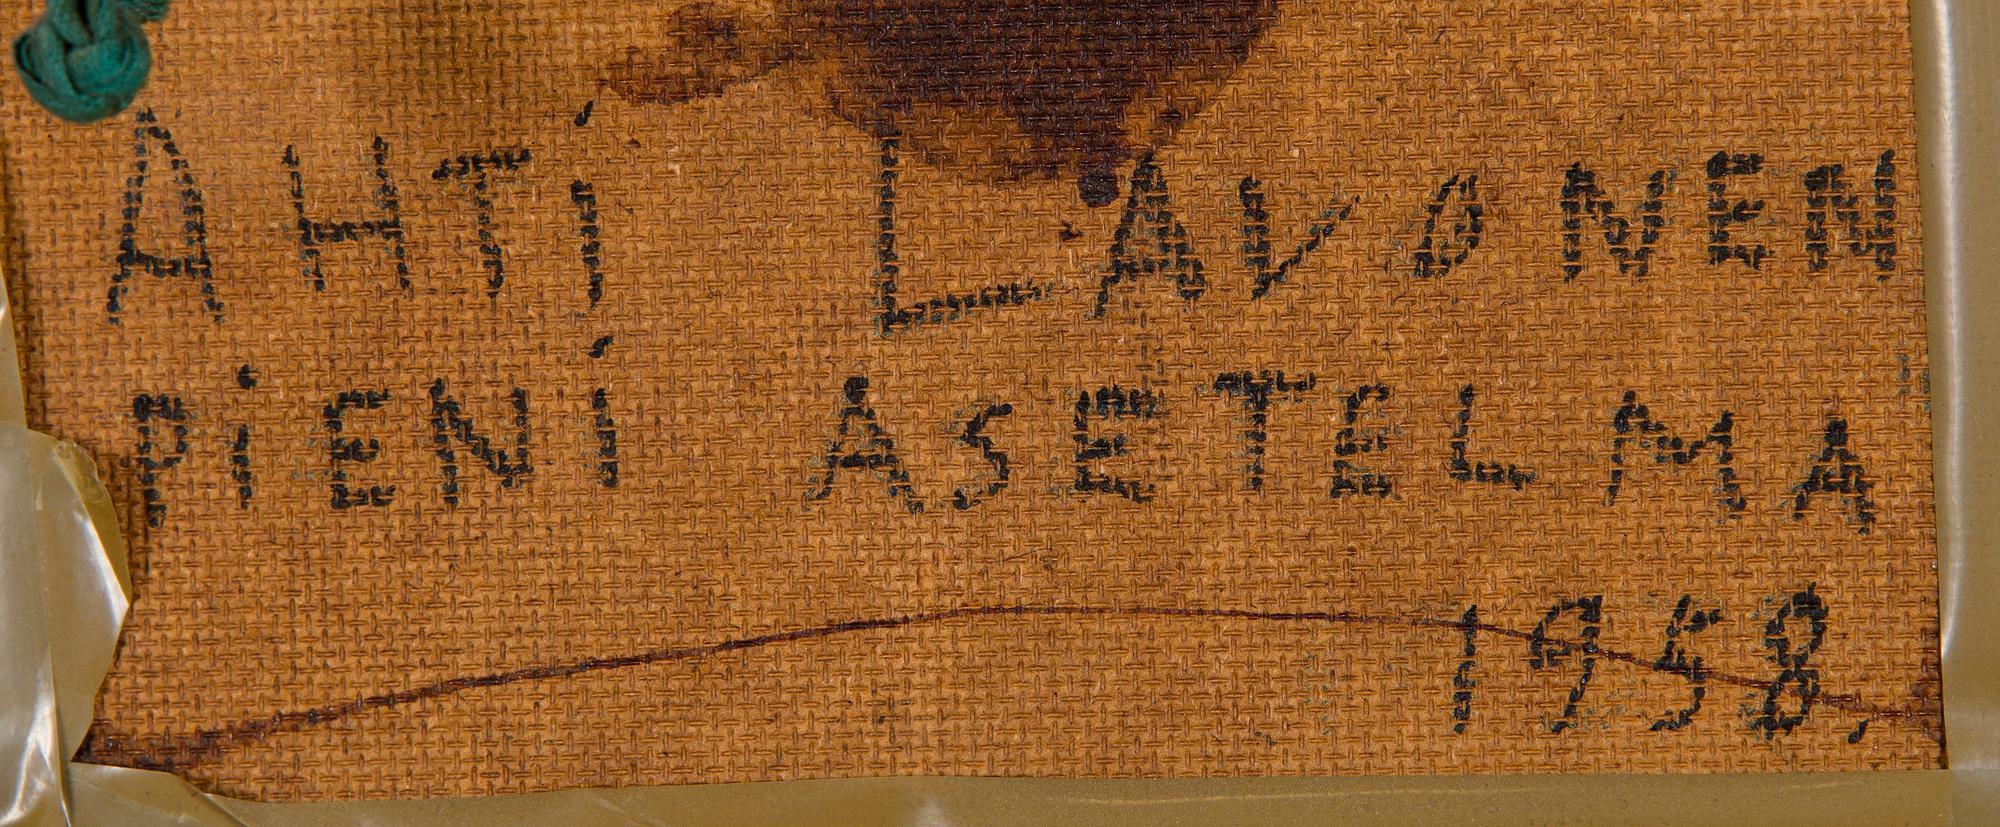 AHTi LAVONEN
PiENi ASETELMA
1958.